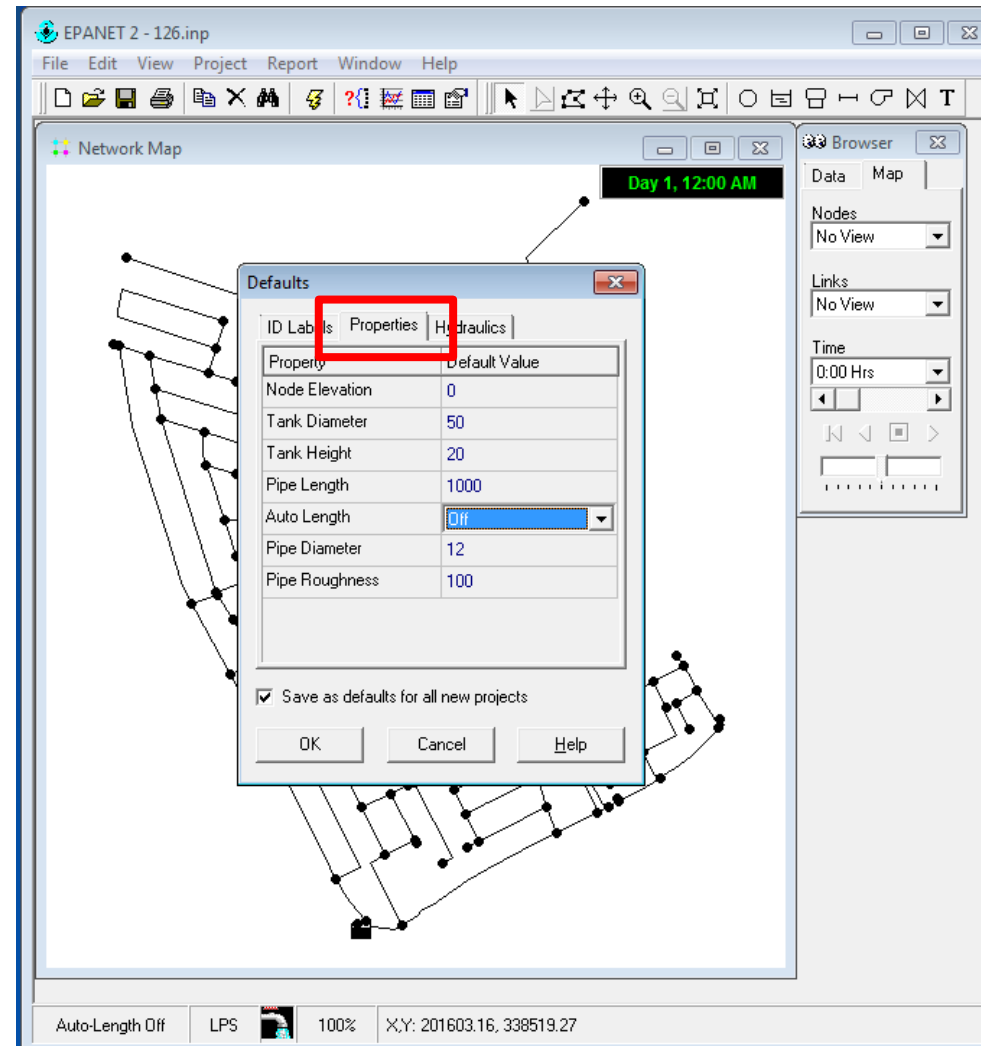 EPANET 2 - 126.inp
File Edit View Project Report Window Help
T
Network Map
Day 1, 12:00 AM
Browser
Data Map
Nodes
No View
Links
No View
Time
0:00 Hrs
Defaults
ID Labels Properties Hydraulics
Property Default Value
Node Elevation 0
Tank Diameter 50
Tank Height 20
Pipe Length 1000
Auto Length Off
Pipe Diameter 12
Pipe Roughness 100
Save as defaults for all new projects
OK Cancel Help
Auto-Length Off LPS 100% X,Y: 201603.16, 338519.27